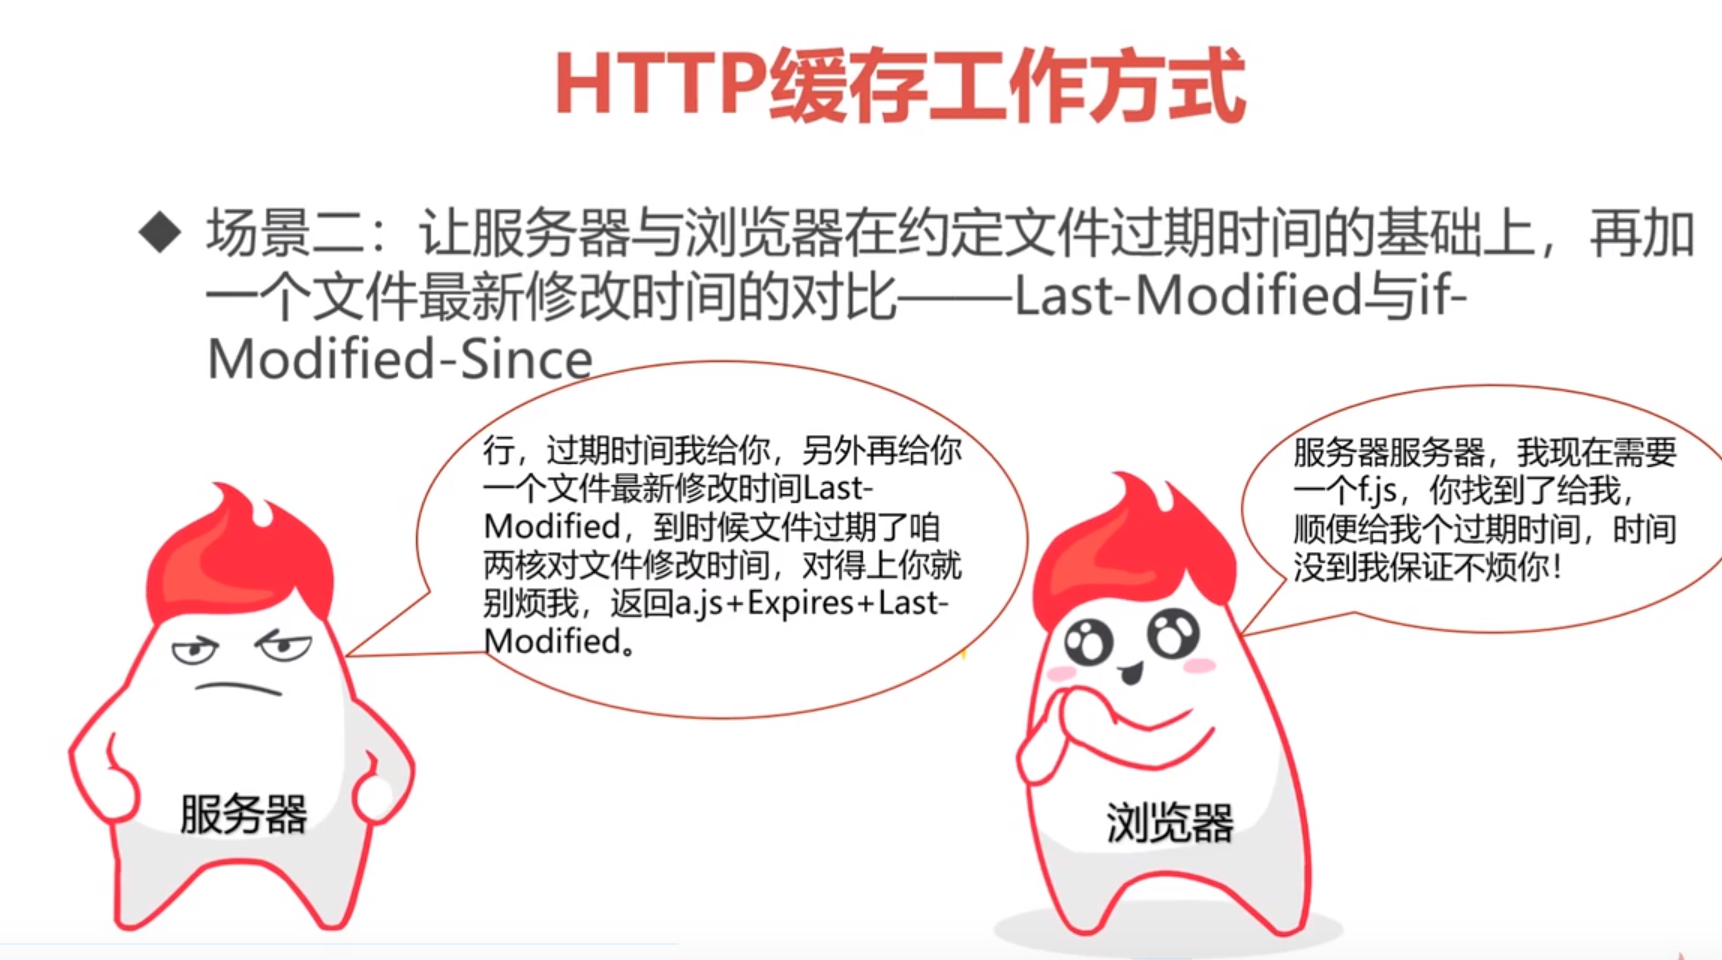 HTTP缓存工作方式
◆ 场景二：让服务器与浏览器在约定文件过期时间的基础上，再加
一个文件最新修改时间的对比——Last-Modified与if-
Modified-Since
行，过期时间我给你，另外再给你
一个文件最新修改时间Last-
Modified，到时候文件过期了咱
两核对文件修改时间，对得上你就
别烦我，返回a.js+Expires+Last-
Modified。
服务器服务器，我现在需要
一个f.js，你找到了给我，
顺便给我个过期时间，时间
没到我保证不烦你！
服务器
浏览器